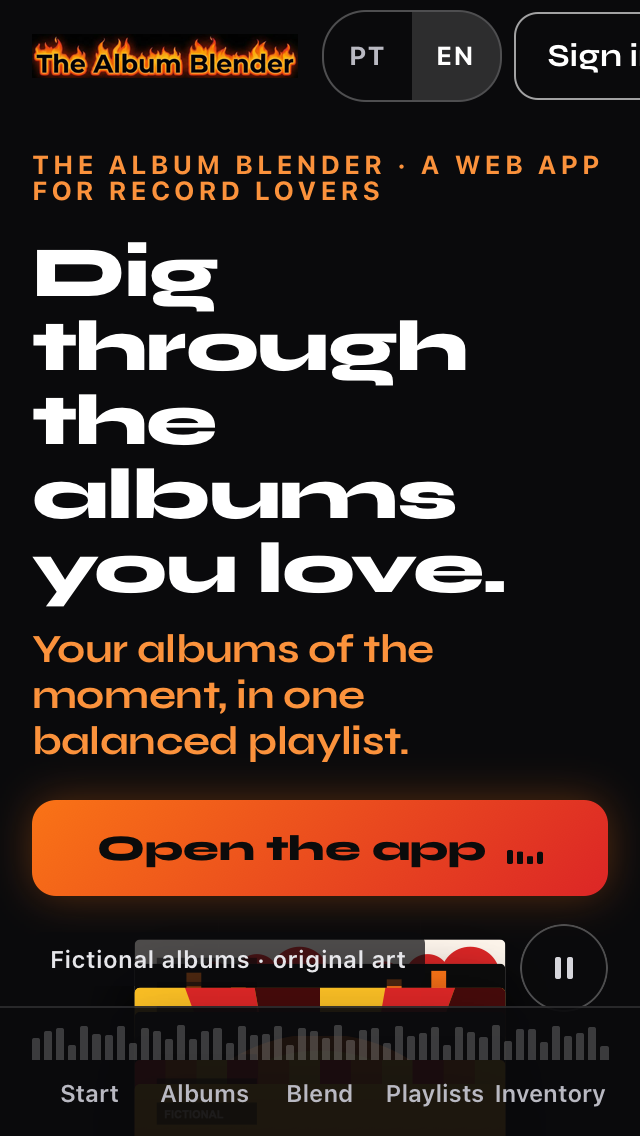 The Album Blender
PT EN
Sign i
THE ALBUM BLENDER · A WEB APP
FOR RECORD LOVERS
Dig
through
the
albums
you love.
Your albums of the
moment, in one
balanced playlist.
Open the app
Fictional albums · original art
Start Albums Blend Playlists Inventory
FICTIONAL